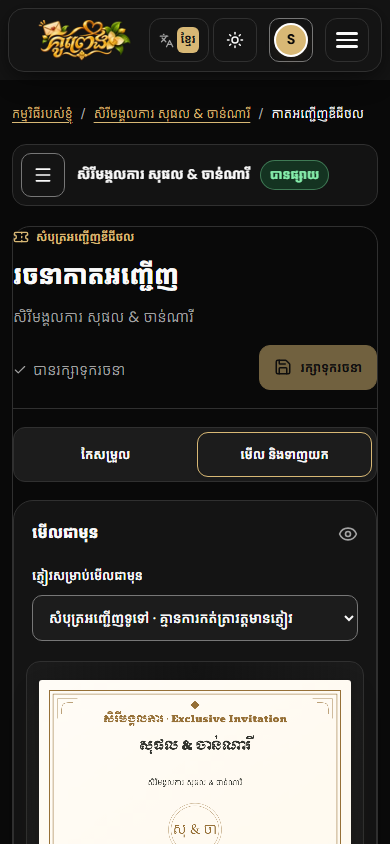 គូព្រេង
ខ្មែរ
S
កម្មវិធីរបស់ខ្ញុំ / សិរីមង្គលការ សុផល & ចាន់ណារី / កាតអញ្ជើញឌីជីថល
សិរីមង្គលការ សុផល & ចាន់ណារី បានផ្សាយ
សំបុត្រអញ្ជើញឌីជីថល
រចនាកាតអញ្ជើញ
សិរីមង្គលការ សុផល & ចាន់ណារី
បានរក្សាទុករចនា
រក្សាទុករចនា
កែសម្រួល
មើល និងទាញយក
មើលជាមុន
ភ្ញៀវសម្រាប់មើលជាមុន
សំបុត្រអញ្ជើញទូទៅ · គ្មានការកត់ត្រាវត្តមានភ្ញៀវ
សិរីមង្គលការ · Exclusive Invitation
សុផល & ចាន់ណារី
សិរីមង្គលការ សុផល & ចាន់ណារី
សុ & ចា